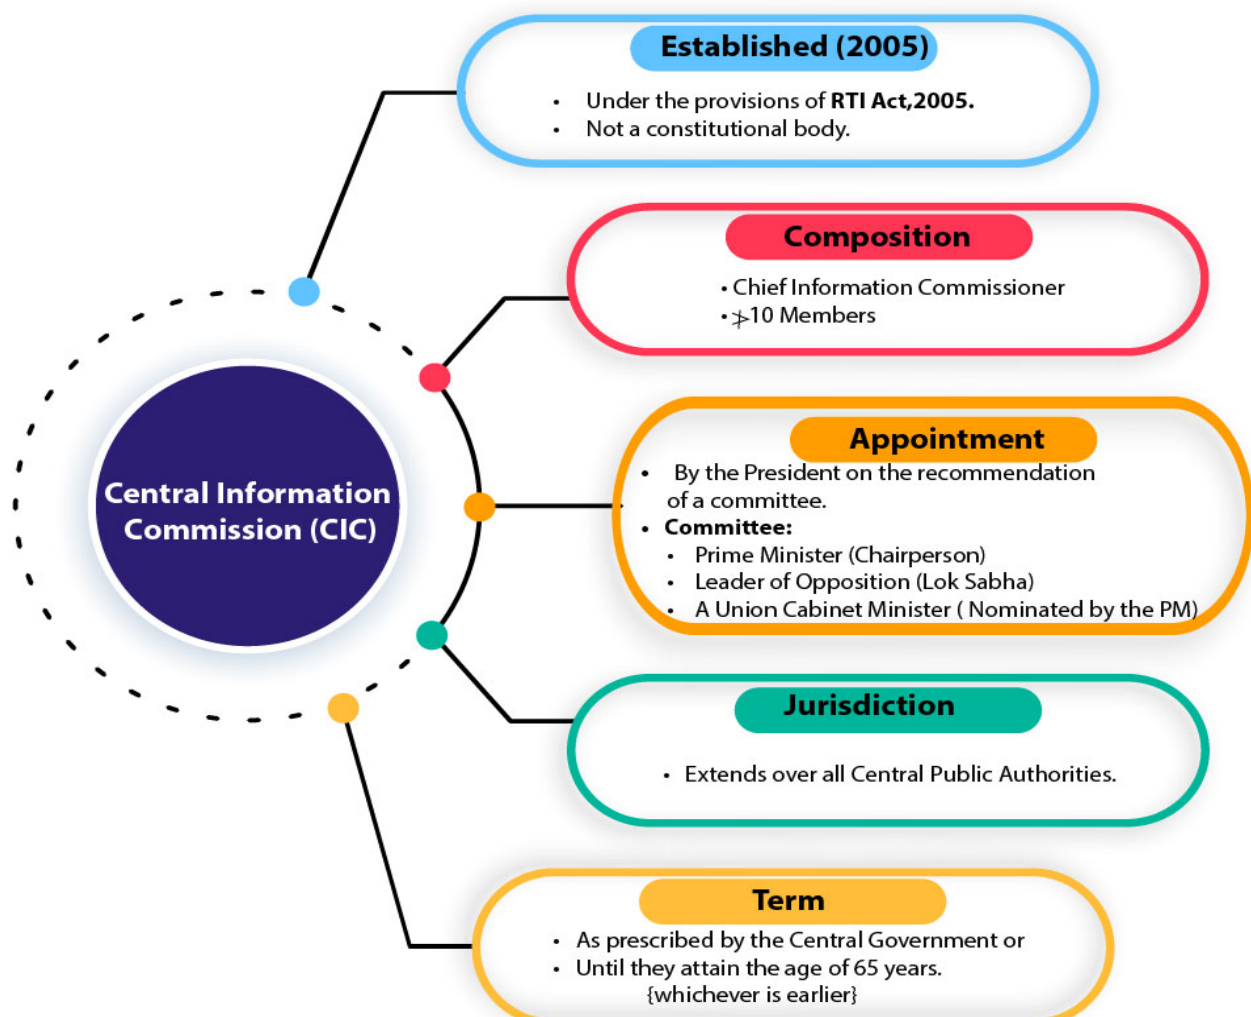 Established (2005)
• Under the provisions of RTI Act,2005.
• Not a constitutional body.
Composition
• Chief Information Commissioner
• ≯10 Members
Central Information
Commission (CIC)
Appointment
• By the President on the recommendation
of a committee.
• Committee:
• Prime Minister (Chairperson)
• Leader of Opposition (Lok Sabha)
• A Union Cabinet Minister ( Nominated by the PM)
Jurisdiction
• Extends over all Central Public Authorities.
Term
• As prescribed by the Central Government or
• Until they attain the age of 65 years.
{whichever is earlier}